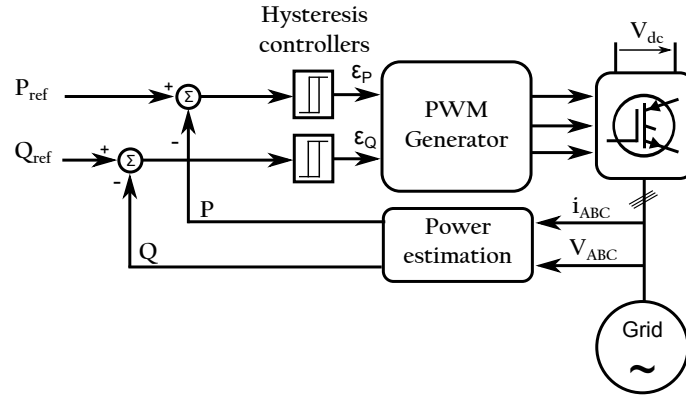 Hysteresis
controllers
V_dc
P_ref
+
Σ
-
ε_P
PWM
Generator
Q_ref
+
Σ
-
ε_Q
P
Power
estimation
i_ABC
Q
V_ABC
Grid
~